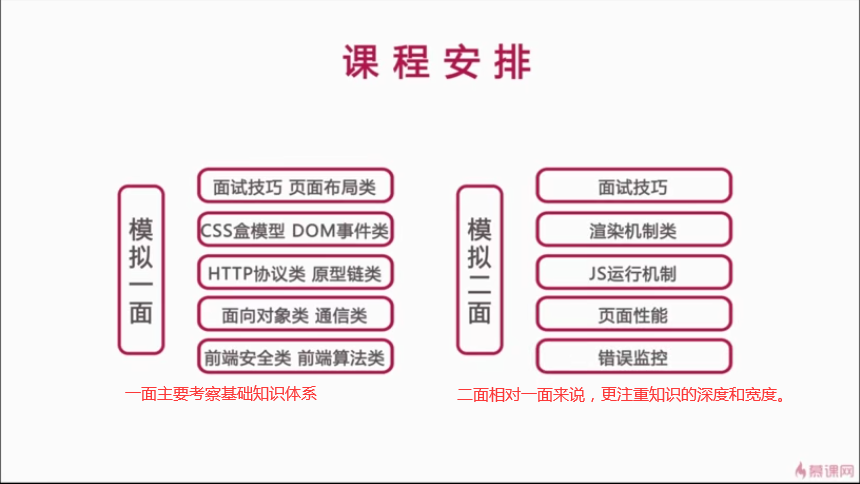 课程安排
模拟一面
面试技巧 页面布局类
CSS盒模型 DOM事件类
HTTP协议类 原型链类
面向对象类 通信类
前端安全类 前端算法类
一面主要考察基础知识体系
模拟二面
面试技巧
渲染机制类
JS运行机制
页面性能
错误监控
二面相对一面来说，更注重知识的深度和宽度。
慕课网